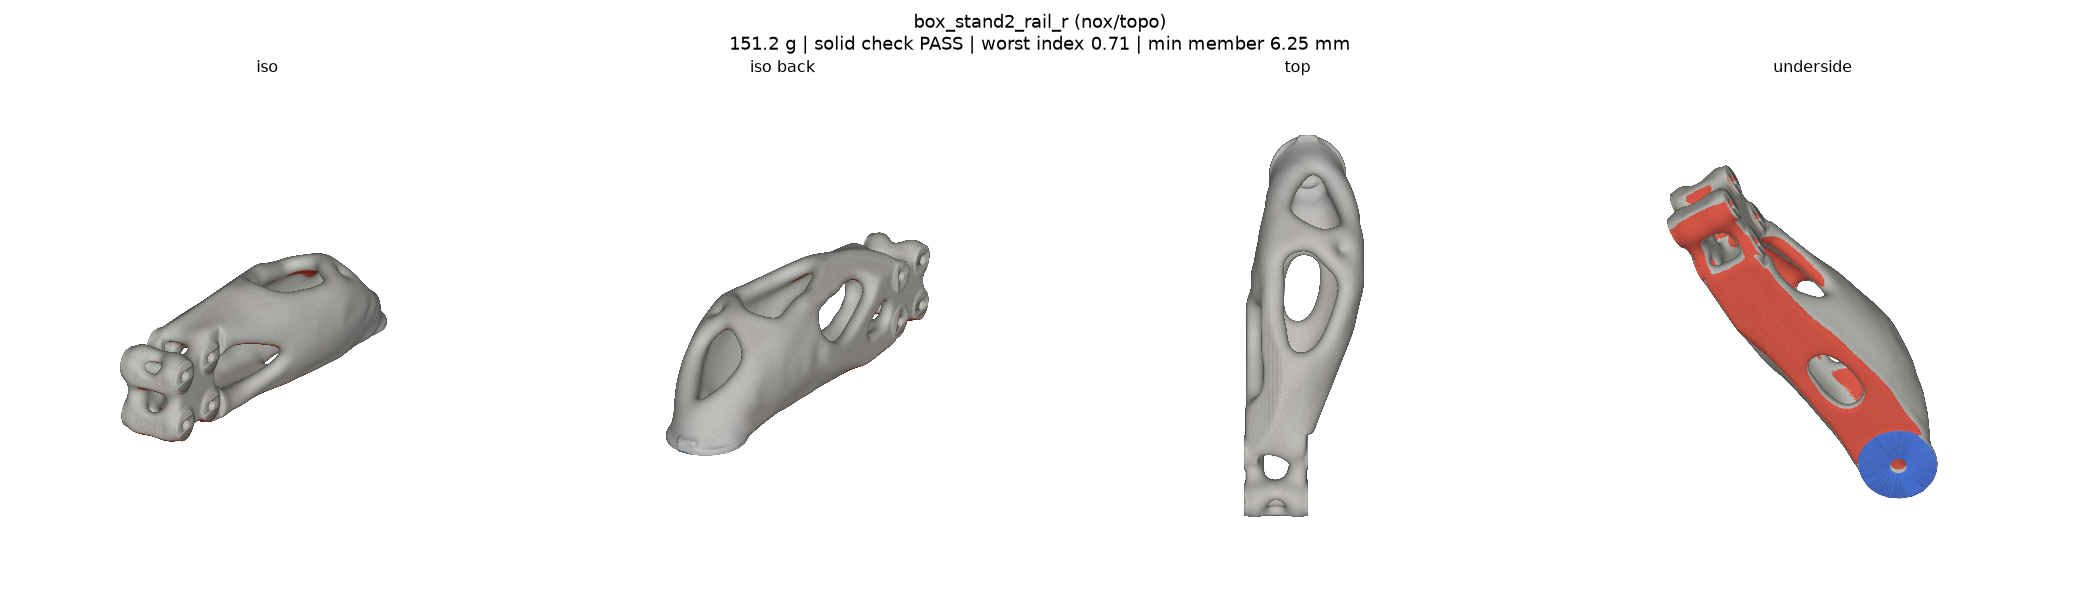 box_stand2_rail_r (nox/topo)
151.2 g | solid check PASS | worst index 0.71 | min member 6.25 mm
iso
iso back
top
underside